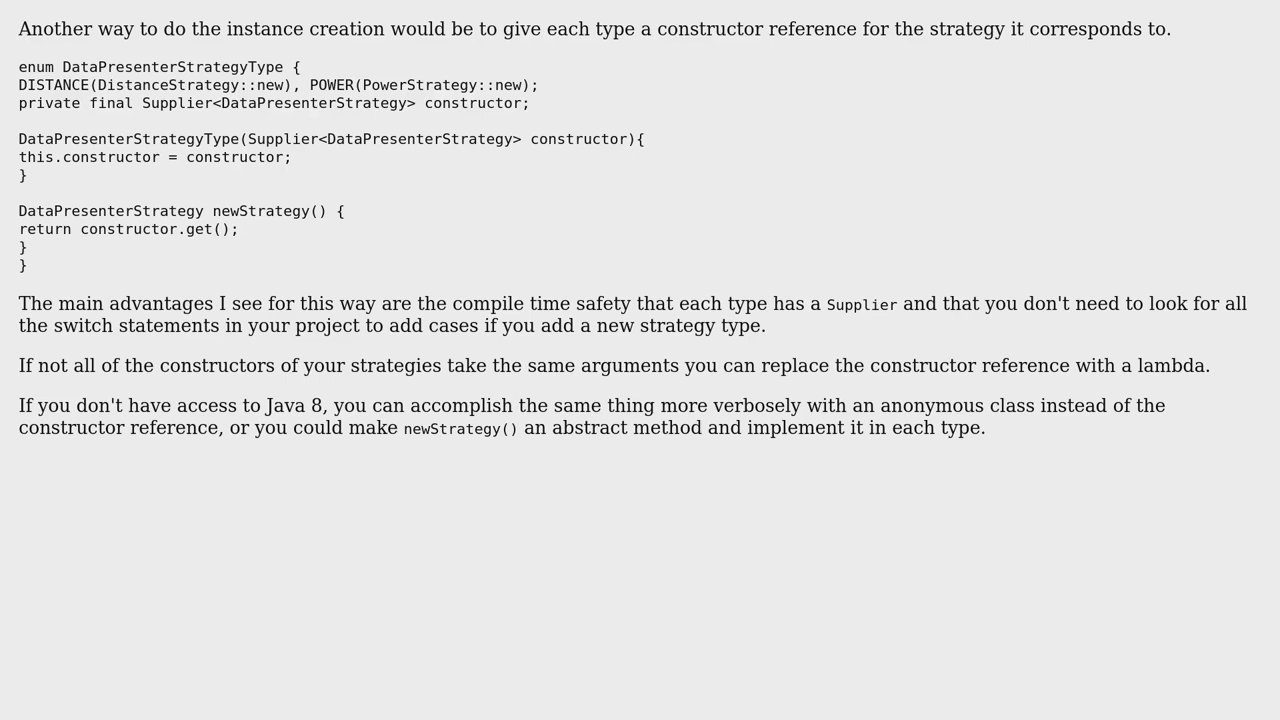 Another way to do the instance creation would be to give each type a constructor reference for the strategy it corresponds to.
enum DataPresenterStrategyType {
DISTANCE(DistanceStrategy::new), POWER(PowerStrategy::new);
private final Supplier<DataPresenterStrategy> constructor;
DataPresenterStrategyType(Supplier<DataPresenterStrategy> constructor){
this.constructor = constructor;
}
DataPresenterStrategy newStrategy() {
return constructor.get();
}
}
The main advantages I see for this way are the compile time safety that each type has a Supplier and that you don't need to look for all
the switch statements in your project to add cases if you add a new strategy type.
If not all of the constructors of your strategies take the same arguments you can replace the constructor reference with a lambda.
If you don't have access to Java 8, you can accomplish the same thing more verbosely with an anonymous class instead of the
constructor reference, or you could make newStrategy() an abstract method and implement it in each type.